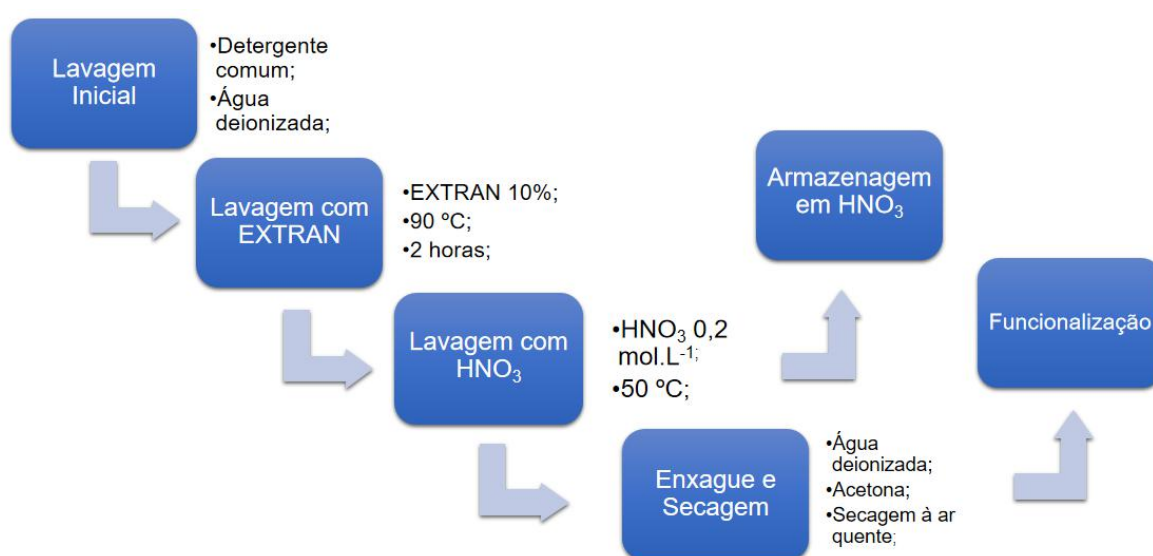 Lavagem
Inicial
•Detergente
comum;
•Água
deionizada;
Lavagem com
EXTRAN
•EXTRAN 10%;
•90 ºC;
•2 horas;
Lavagem com
HNO₃
•HNO₃ 0,2
mol.L⁻¹;
•50 ºC;
Armazenagem
em HNO₃
Enxague e
Secagem
•Água
deionizada;
•Acetona;
•Secagem à ar
quente;
Funcionalização